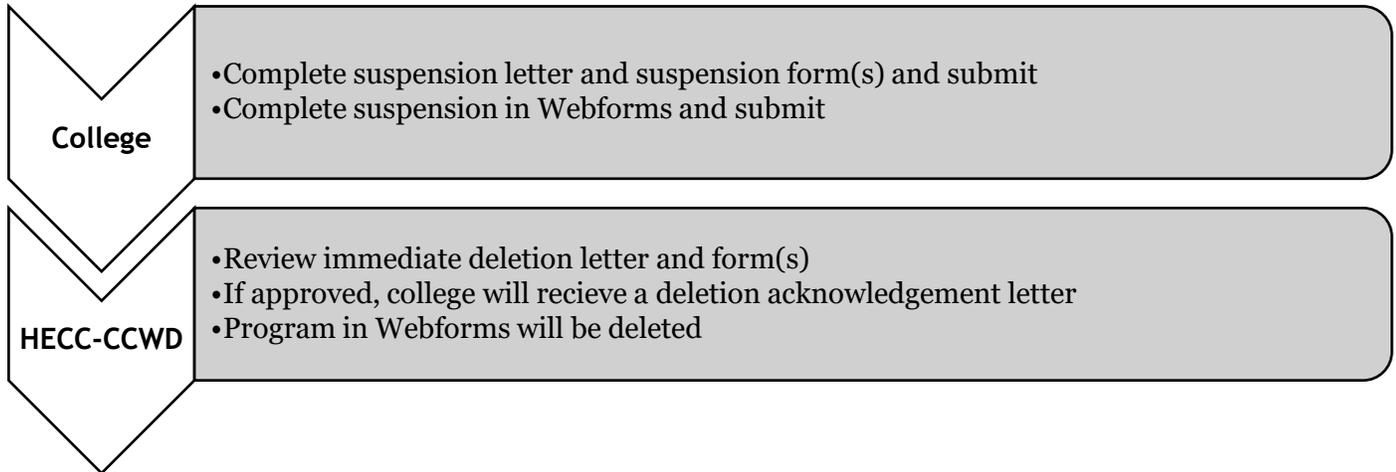 College
•Complete suspension letter and suspension form(s) and submit
•Complete suspension in Webforms and submit
HECC-CCWD
•Review immediate deletion letter and form(s)
•If approved, college will recieve a deletion acknowledgement letter
•Program in Webforms will be deleted